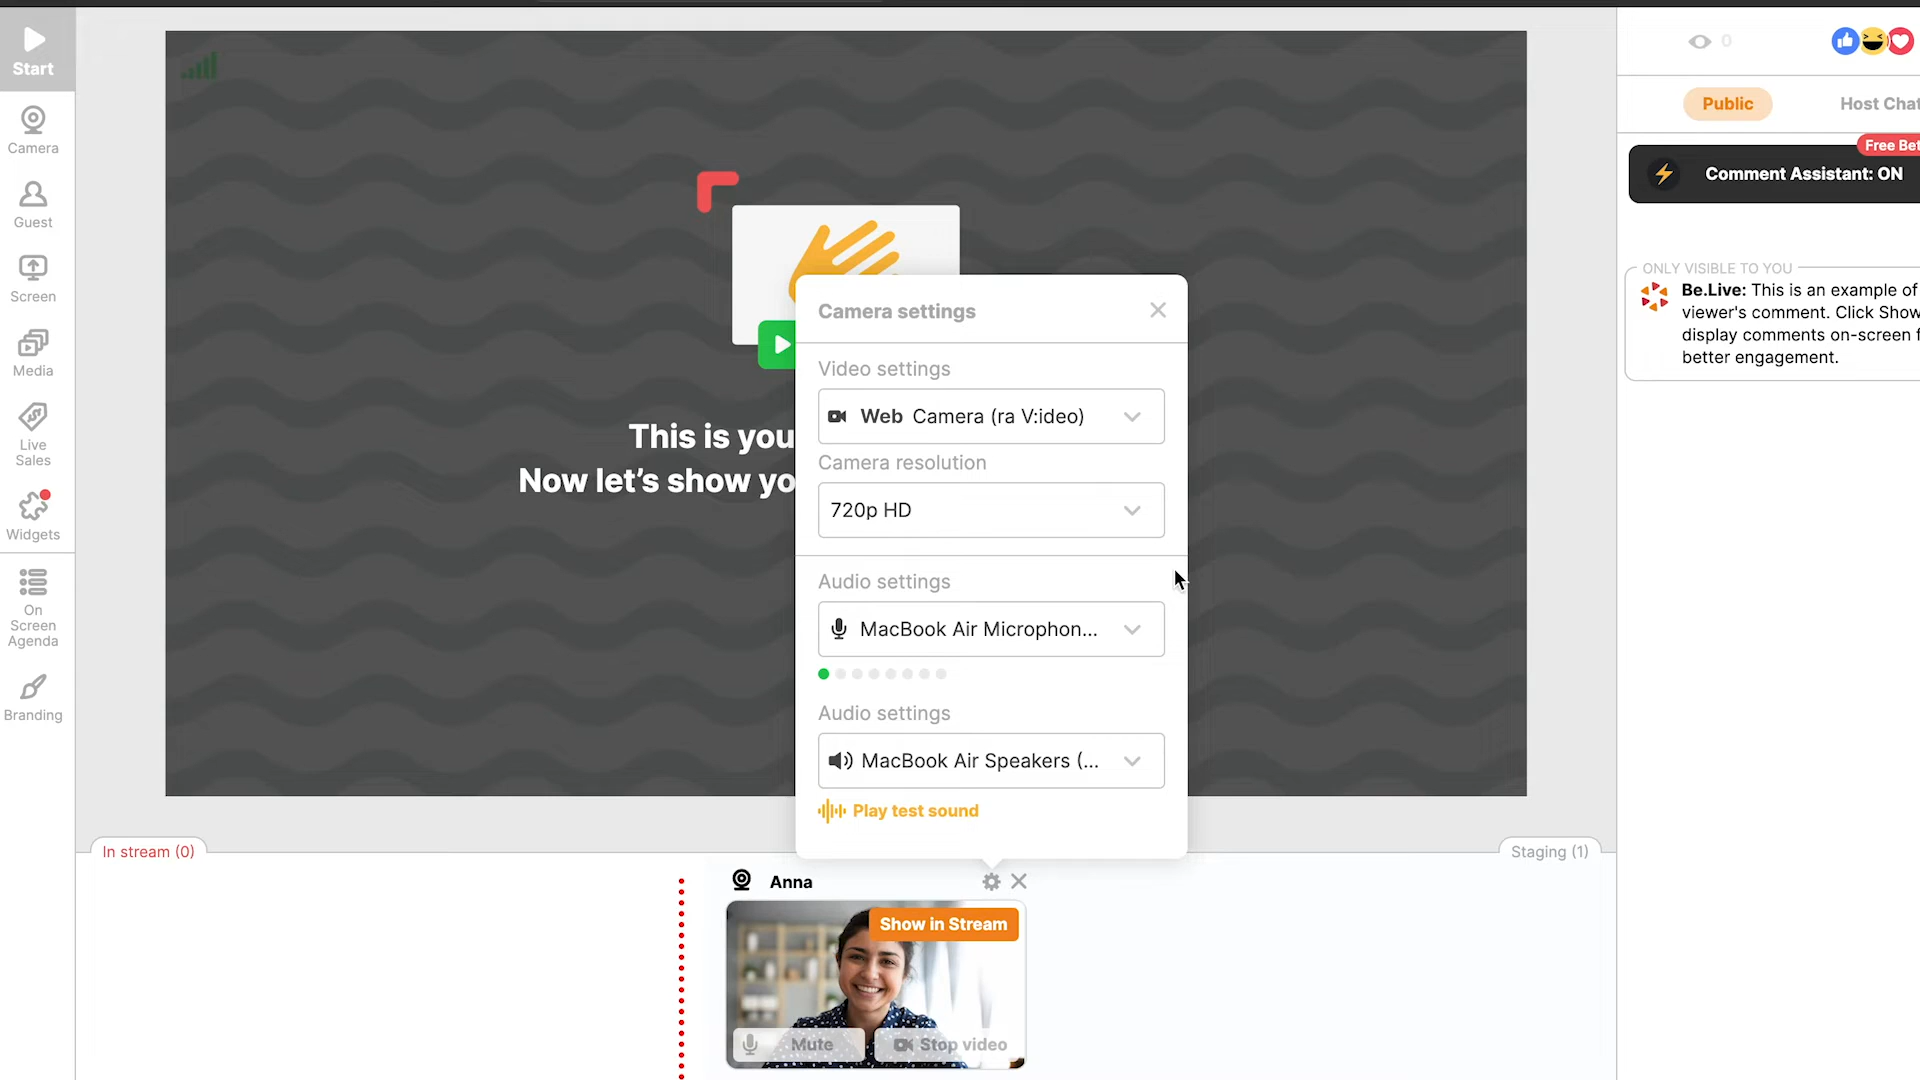 Start
Camera
Guest
Screen
Media
Live
Sales
Widgets
On
Screen
Agenda
Branding
This is you
Now let's show yo
Camera settings
Video settings
Web Camera (ra V:ideo)
Camera resolution
720p HD
Audio settings
MacBook Air Microphon...
Audio settings
MacBook Air Speakers (...
Play test sound
In stream (0)
Staging (1)
Anna
Show in Stream
Mute
Stop video
0
Public
Host Chat
Free Bet
Comment Assistant: ON
ONLY VISIBLE TO YOU
Be.Live: This is an example of
viewer's comment. Click Show
display comments on-screen f
better engagement.